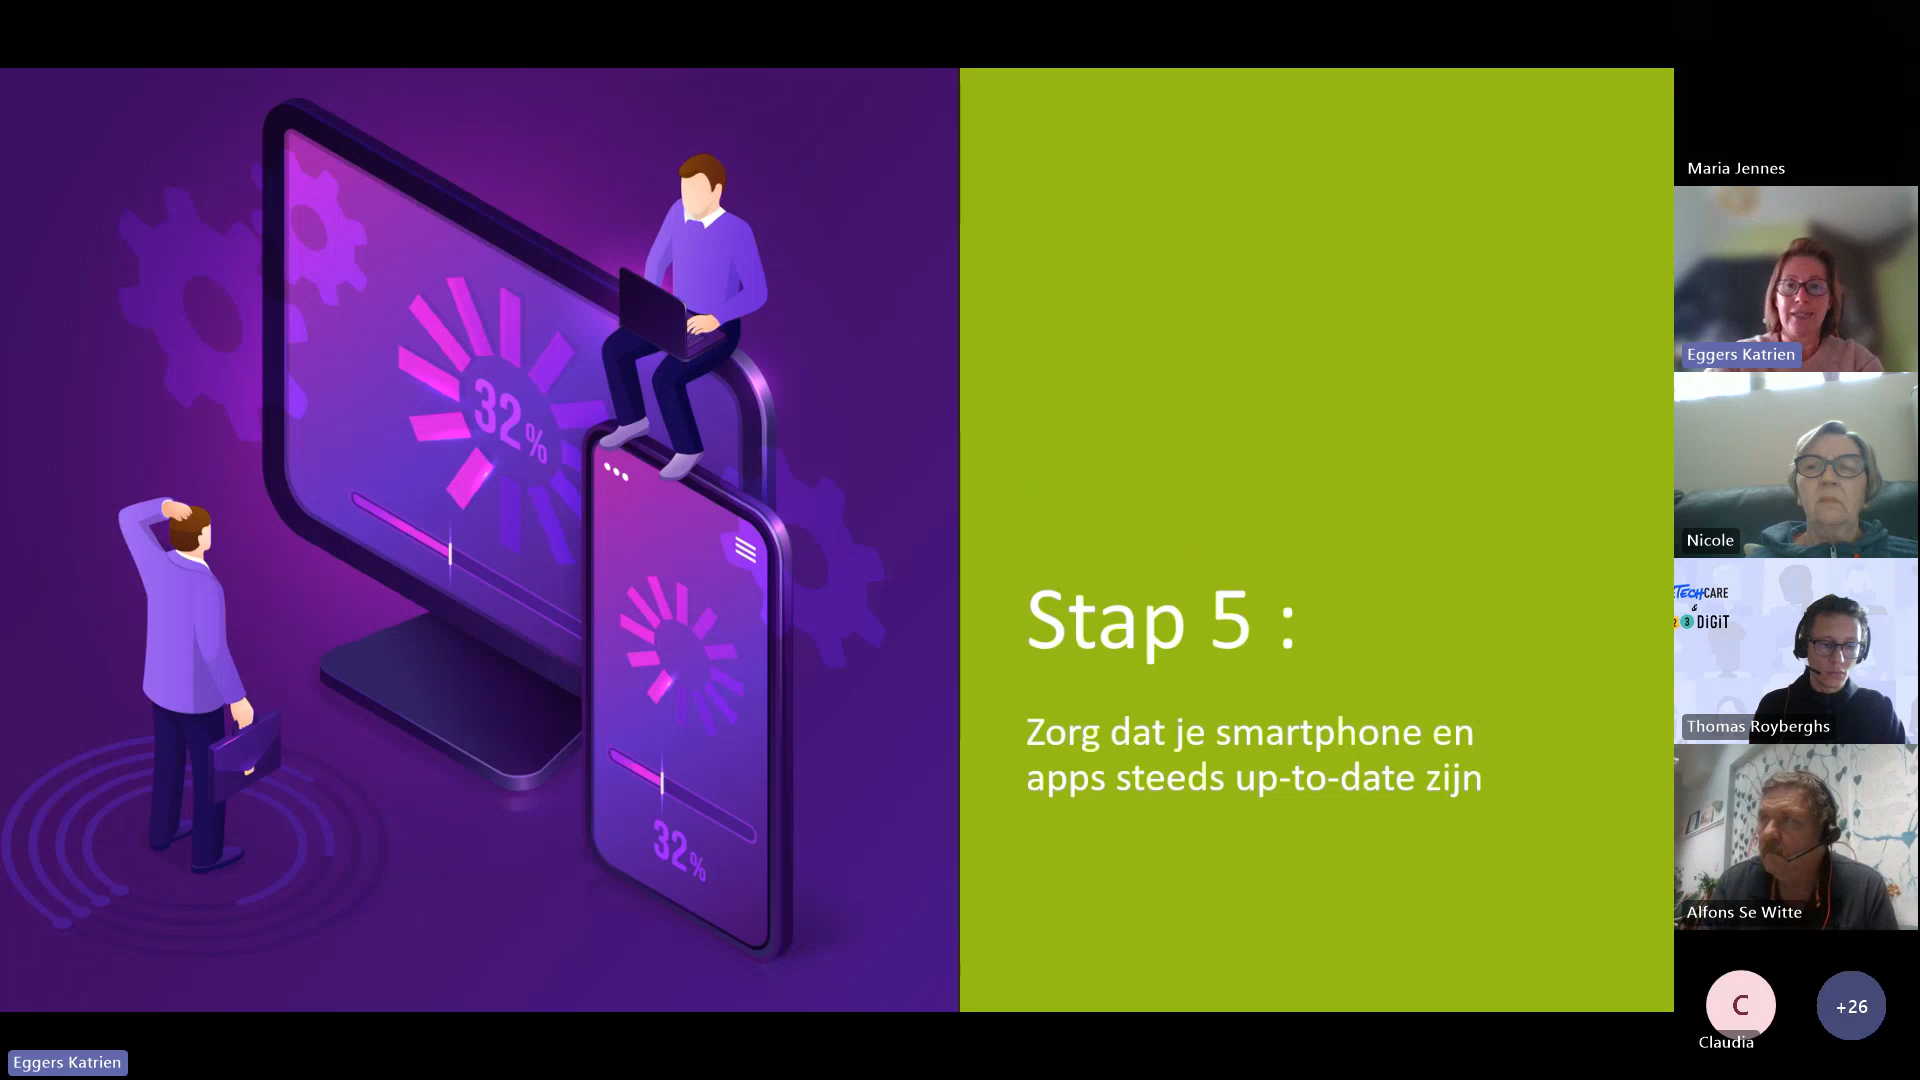 32%
32%
Stap 5 :
Zorg dat je smartphone en
apps steeds up-to-date zijn
Maria Jennes
Eggers Katrien
Nicole
TECHCARE
&
3 DiGiT
Thomas Royberghs
Alfons Se Witte
C
Claudia
+26
Eggers Katrien